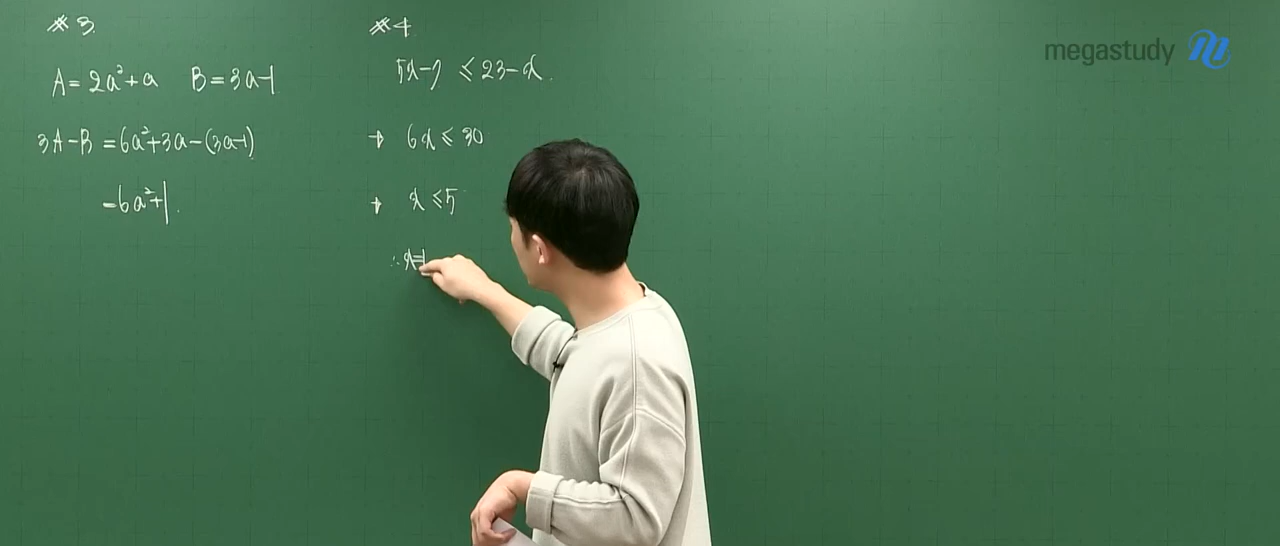 #3
A = 2a²+a B = 3a-1
3A-B = 6a²+3a-(3a-1)
= 6a²+1.
#4
5x-7 ≤ 23-x.
→ 6x ≤ 30
→ x ≤ 5
∴ x=1
megastudy